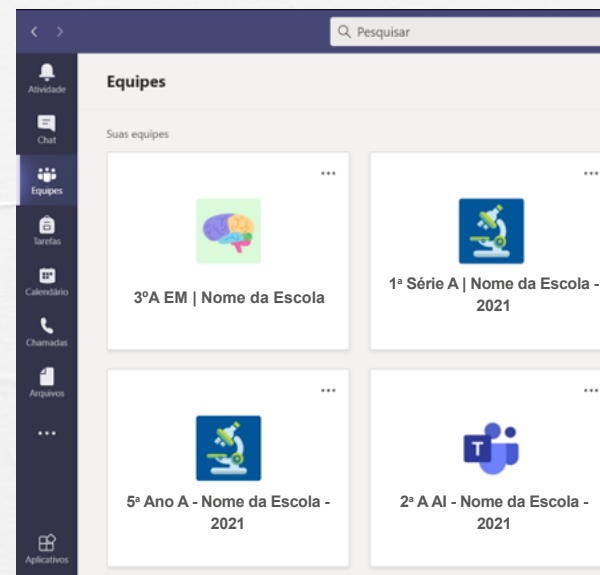 Pesquisar
Atividade
Chat
Equipes
Tarefas
Calendário
Chamadas
Arquivos
Aplicativos
Equipes
Suas equipes
3ºA EM | Nome da Escola
1ª Série A | Nome da Escola -
2021
5ª Ano A - Nome da Escola -
2021
T
2ª A AI - Nome da Escola -
2021